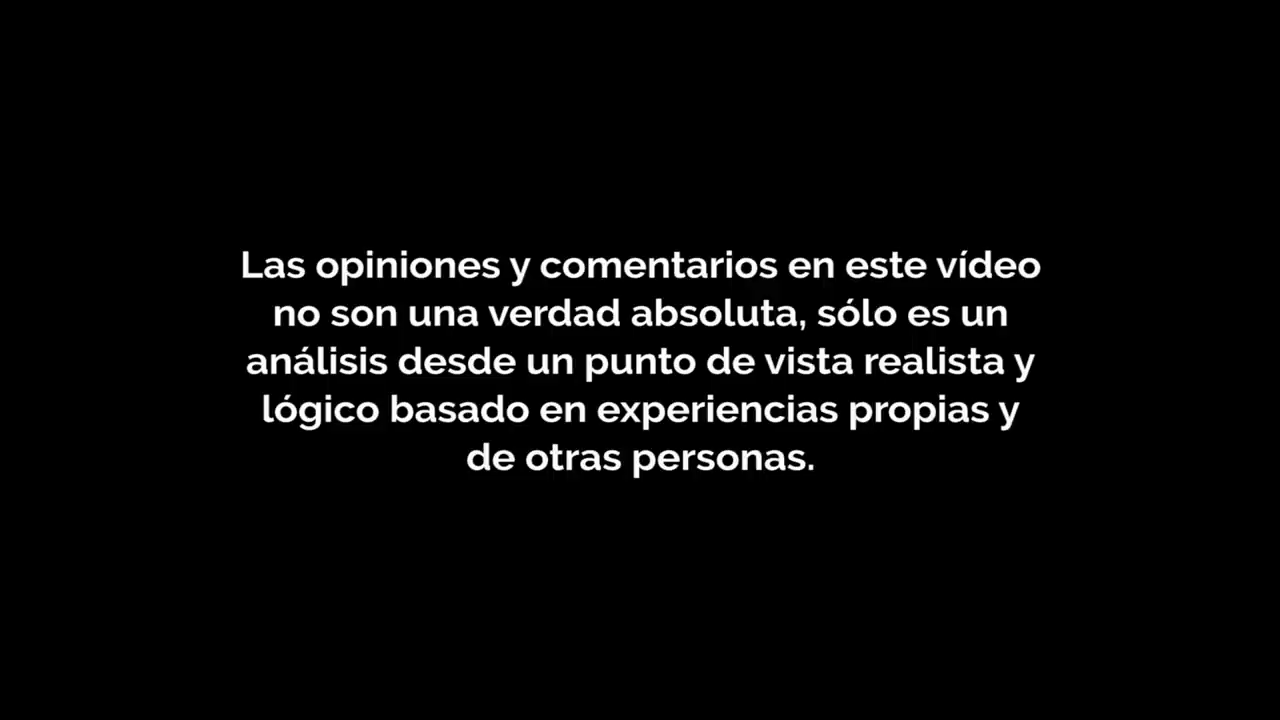 Las opiniones y comentarios en este vídeo
no son una verdad absoluta, sólo es un
análisis desde un punto de vista realista y
lógico basado en experiencias propias y
de otras personas.